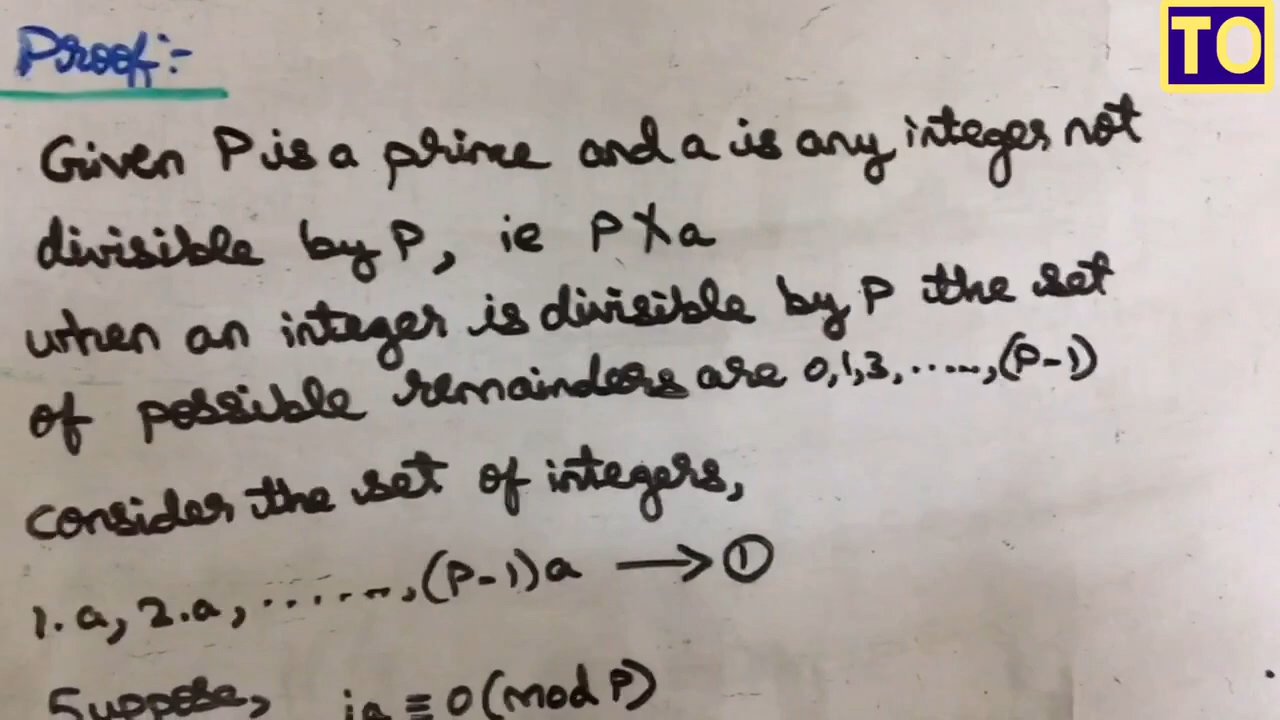 Proof:-
TO
Given P is a prime and a is any integer not
divisible by P, ie P∤a
when an integer is divisible by P the set
of possible remainders are 0,1,3,.....,(P-1)
consider the set of integers,
1.a, 2.a, ........,(P-1)a ⟶ ①
Suppose, ia ≡ 0 (mod P)